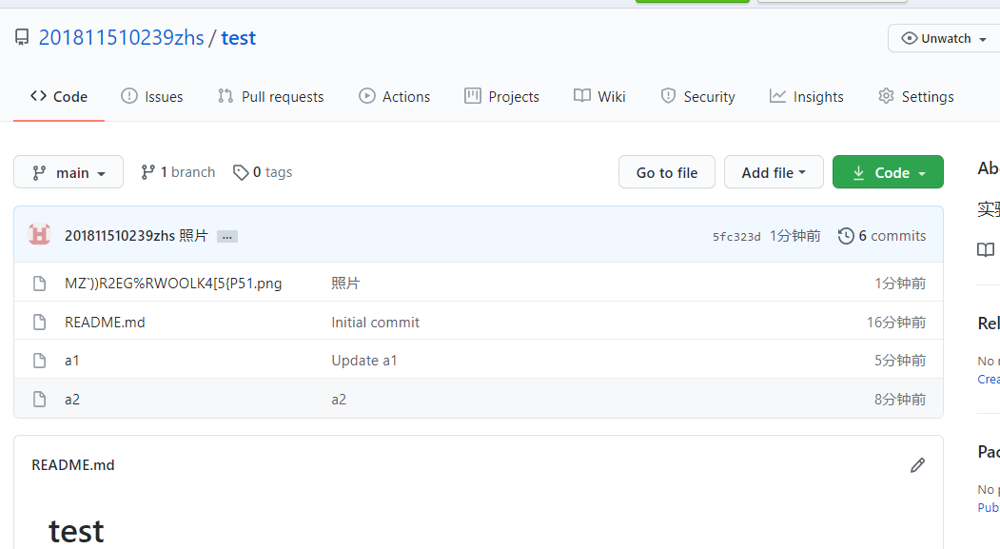 201811510239zhs / test
Unwatch
Code Issues Pull requests Actions Projects Wiki Security Insights Settings
main 1 branch 0 tags Go to file Add file Code
201811510239zhs 照片 ... 5fc323d 1分钟前 6 commits
MZ`))R2EG%RWOOLK4[5{P51.png 照片 1分钟前
README.md Initial commit 16分钟前
a1 Update a1 5分钟前
a2 a2 8分钟前
README.md
test
Ab
实
Rel
No
Crea
Pac
No p
Pub